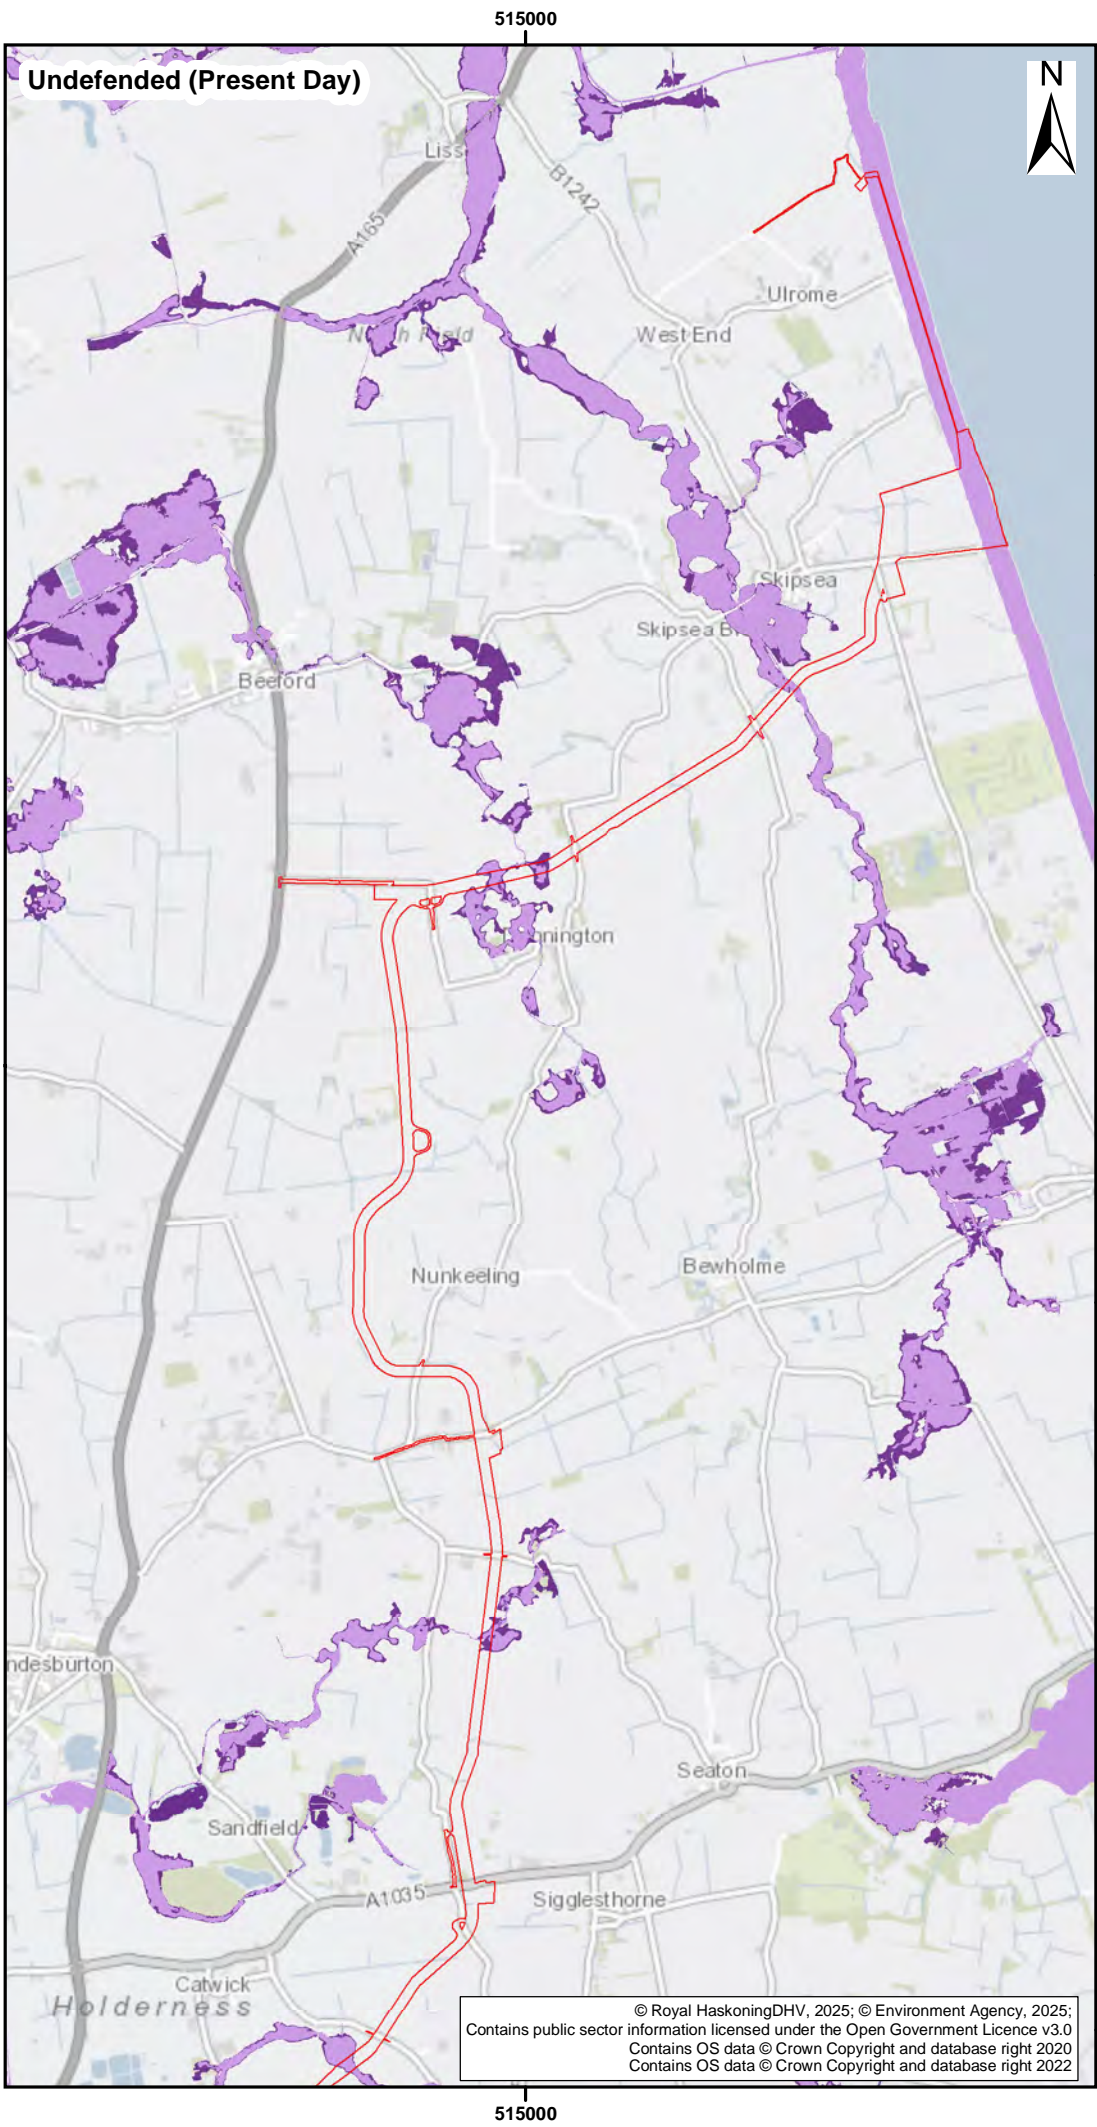 515000
Undefended (Present Day)
N
Liss
B1242
A165
Ulrome
West End
Skipsea
Skipsea B
Beeford
Nunkeeling
Bewholme
Seaton
Sandfield
A1035
Sigglesthorne
Catwick
Holderness
© Royal HaskoningDHV, 2025; © Environment Agency, 2025;
Contains public sector information licensed under the Open Government Licence v3.0
Contains OS data © Crown Copyright and database right 2020
Contains OS data © Crown Copyright and database right 2022
515000